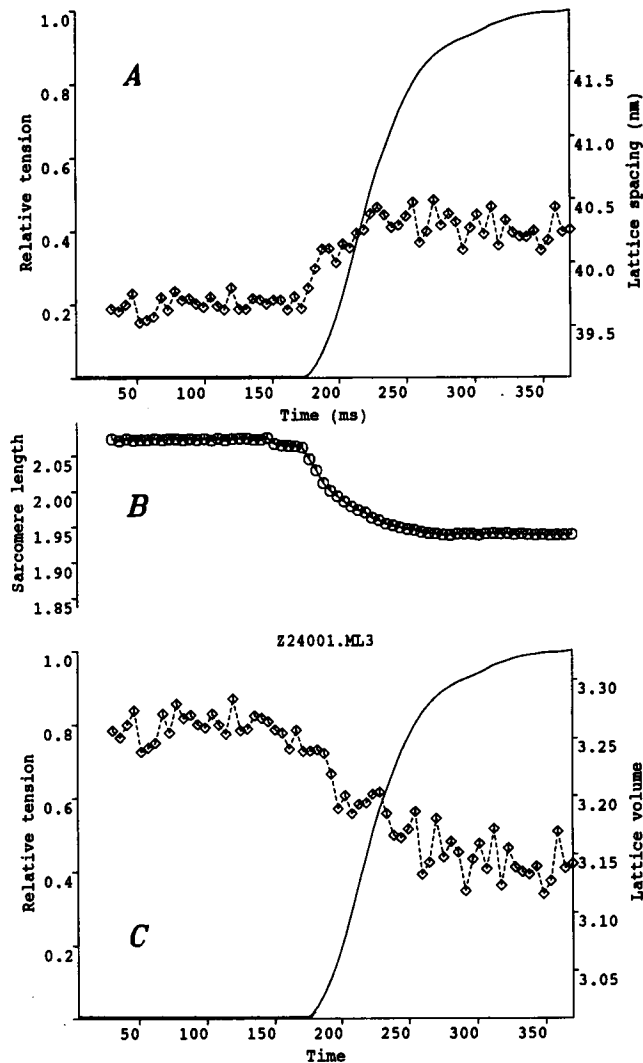 A
1.0
0.8
0.6
0.4
0.2
Relative tension
41.5
41.0
40.5
40.0
39.5
Lattice spacing (nm)
50 100 150 200 250 300 350
Time (ms)
B
2.05
2.00
1.95
1.90
1.85
Sarcomere length
Z24001.ML3
C
1.0
0.8
0.6
0.4
0.2
Relative tension
3.30
3.25
3.20
3.15
3.10
3.05
Lattice volume
50 100 150 200 250 300 350
Time